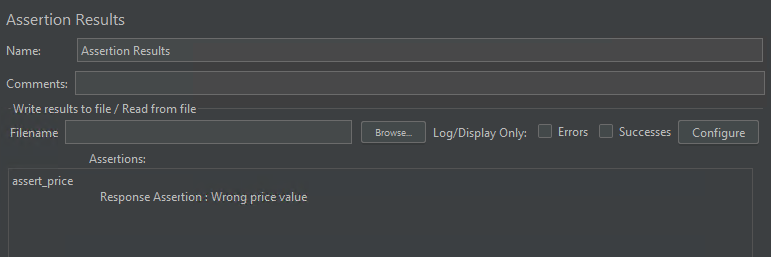 Assertion Results
Name: Assertion Results
Comments:
Write results to file / Read from file
Filename Browse... Log/Display Only: Errors Successes Configure
Assertions:
assert_price
Response Assertion : Wrong price value